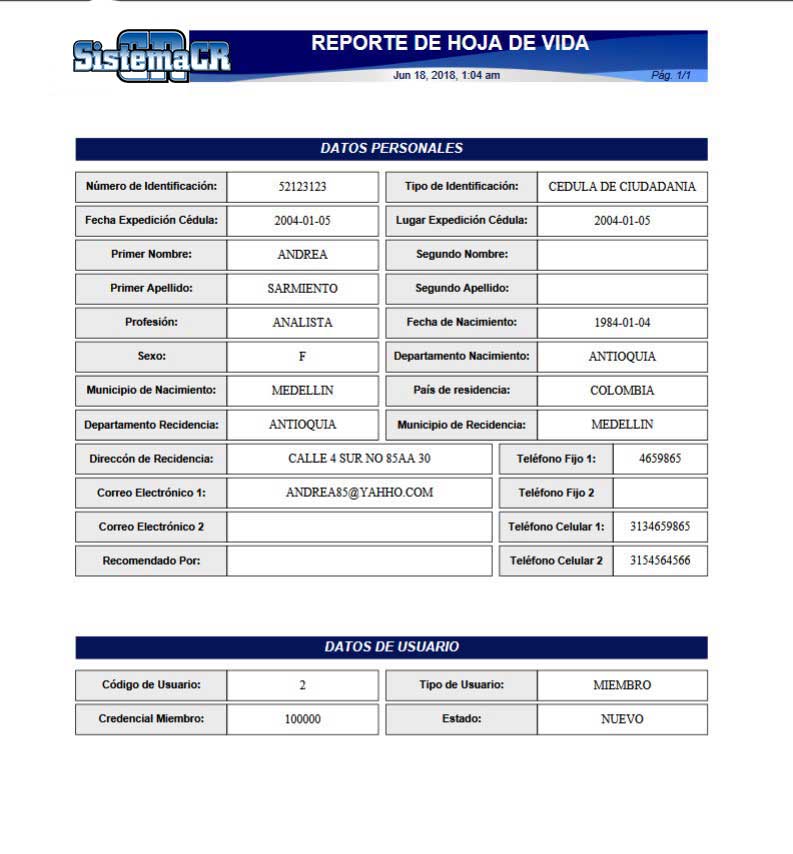 SistemaCR
REPORTE DE HOJA DE VIDA
Jun 18, 2018, 1:04 am
Pág. 1/1
DATOS PERSONALES
Número de Identificación: 52123123 Tipo de Identificación: CEDULA DE CIUDADANIA
Fecha Expedición Cédula: 2004-01-05 Lugar Expedición Cédula: 2004-01-05
Primer Nombre: ANDREA Segundo Nombre:
Primer Apellido: SARMIENTO Segundo Apellido:
Profesión: ANALISTA Fecha de Nacimiento: 1984-01-04
Sexo: F Departamento Nacimiento: ANTIOQUIA
Municipio de Nacimiento: MEDELLIN País de residencia: COLOMBIA
Departamento Recidencia: ANTIOQUIA Municipio de Recidencia: MEDELLIN
Direccón de Recidencia: CALLE 4 SUR NO 85AA 30 Teléfono Fijo 1: 4659865
Correo Electrónico 1: ANDREA85@YAHHO.COM Teléfono Fijo 2
Correo Electrónico 2 Teléfono Celular 1: 3134659865
Recomendado Por: Teléfono Celular 2 3154564566
DATOS DE USUARIO
Código de Usuario: 2 Tipo de Usuario: MIEMBRO
Credencial Miembro: 100000 Estado: NUEVO